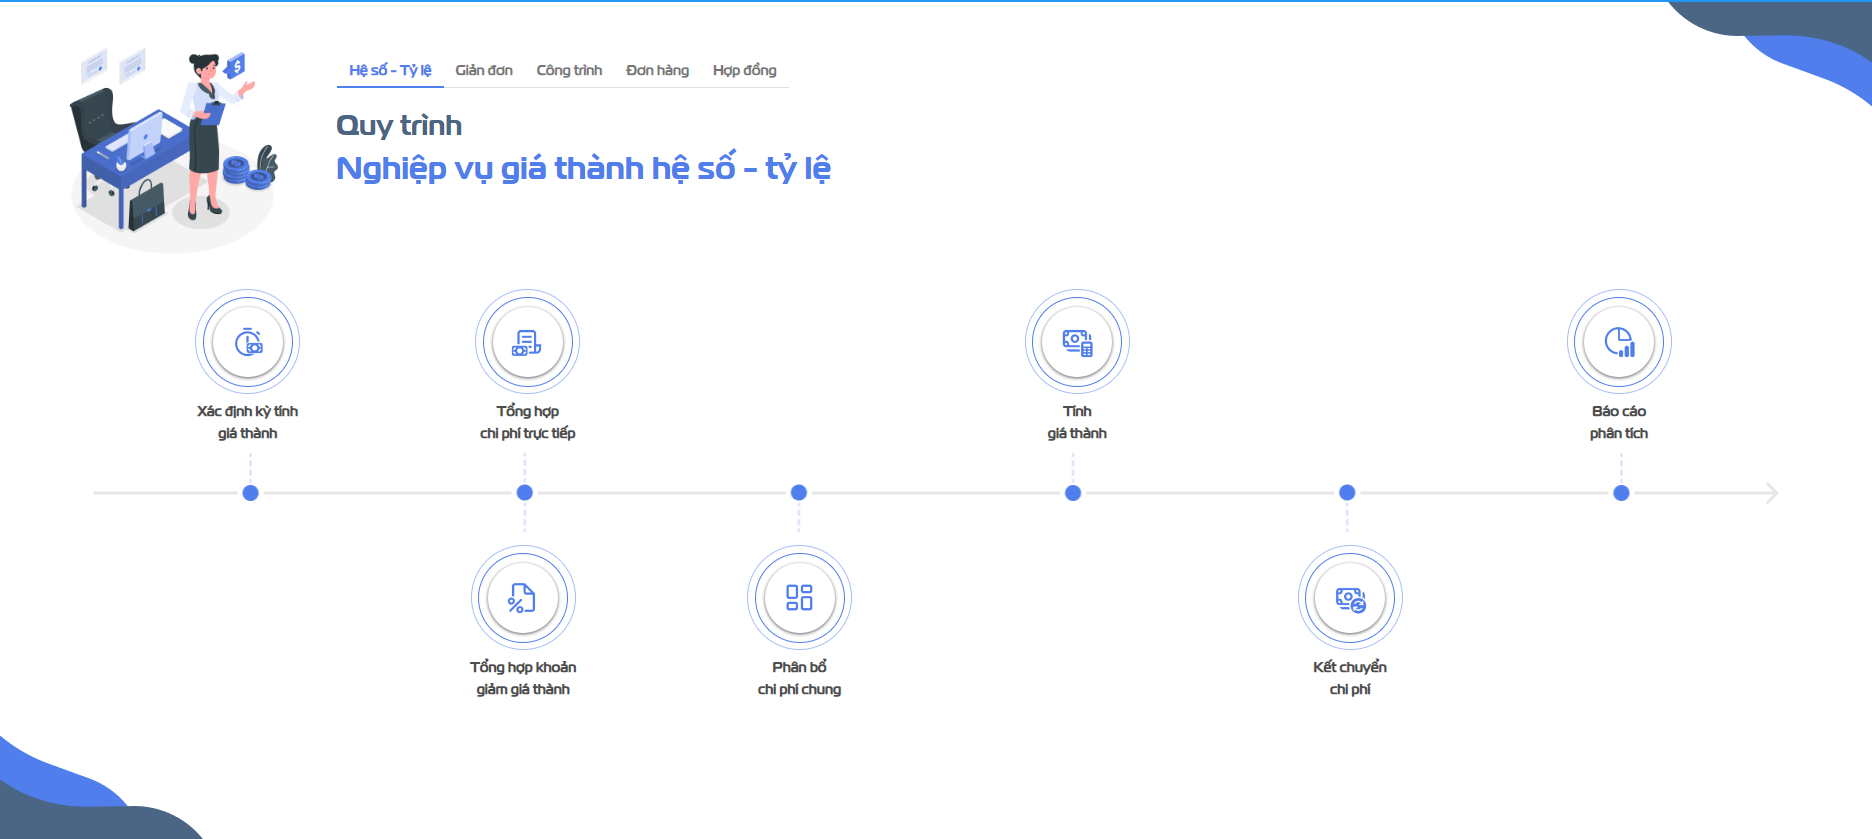 Hệ số - Tỷ lệ
Giản đơn
Công trình
Đơn hàng
Hợp đồng
Quy trình
Nghiệp vụ giá thành hệ số - tỷ lệ
Xác định kỳ tính
giá thành
Tổng hợp
chi phí trực tiếp
Tính
giá thành
Báo cáo
phân tích
Tổng hợp khoản
giảm giá thành
Phân bổ
chi phí chung
Kết chuyển
chi phí